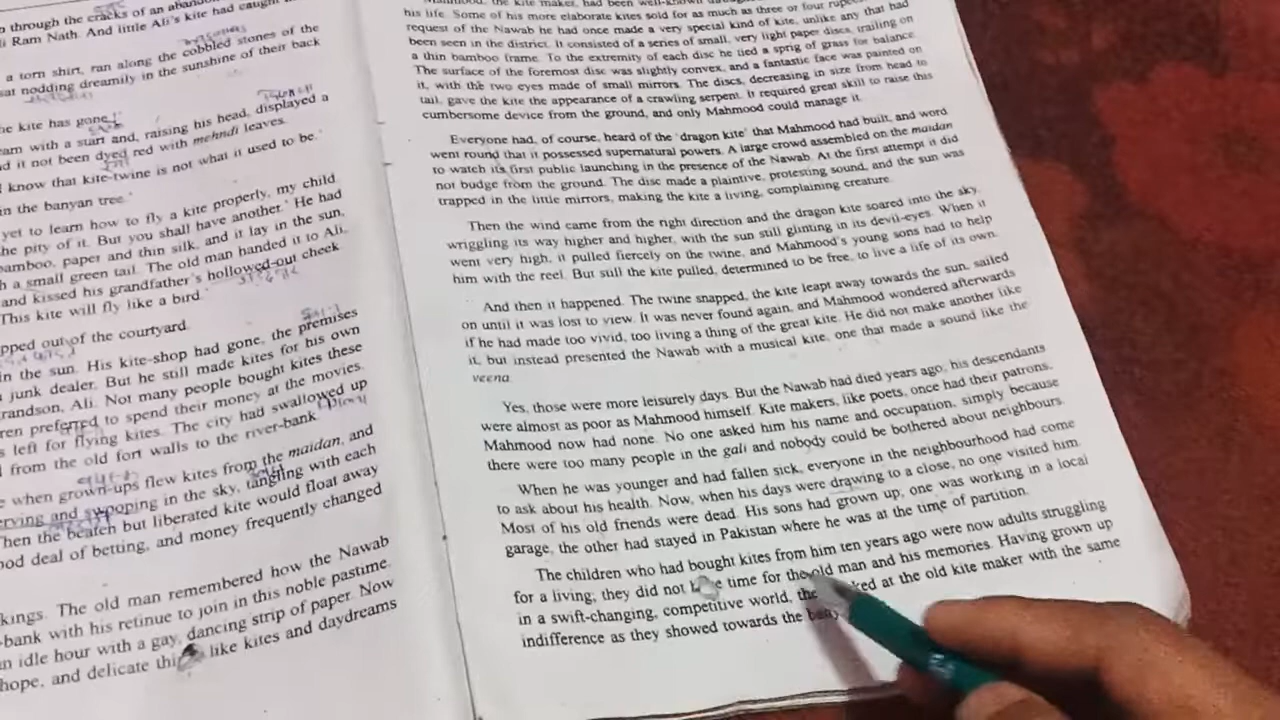 through the cracks of an
Ram Nath. And little Ali's kite had caught
a torn shirt, ran along the cobbled stones of the
sat nodding dreamily in the sunshine of their back
kite has gone!'
with a start and, raising his head, displayed a
it not been dyed red with mehndi leaves.
know that kite-twine is not what it used to be.'
in the banyan tree.'
yet to learn how to fly a kite properly, my child.
the pity of it. But you shall have another.' He had
bamboo, paper and thin silk, and it lay in the sun,
a small green tail. The old man handed it to Ali,
and kissed his grandfather's hollowed-out cheek
This kite will fly like a bird.'
out of the courtyard.
in the sun. His kite-shop had gone, the premises
junk dealer. But he still made kites for his own
Ali. Not many people bought kites these
preferred to spend their money at the movies.
left for flying kites. The city had swallowed up
from the old fort walls to the river-bank.
when grown-ups flew kites from the maidan, and
and swooping in the sky, tangling with each
Then the beaten but liberated kite would float away
deal of betting, and money frequently changed
kings. The old man remembered how the Nawab
-bank with his retinue to join in this noble pastime.
idle hour with a gay, dancing strip of paper. Now
hope, and delicate like kites and daydreams
the kite maker, had been
his life. Some of his more elaborate kites sold for as much as three or four
request of the Nawab he had once made a very special kind of kite, unlike any that had
been seen in the district. It consisted of a series of small, very light paper discs, trailing on
a thin bamboo frame. To the extremity of each disc he tied a sprig of grass for balance
The surface of the foremost disc was slightly convex, and a fantastic face was painted on
it, with the two eyes made of small mirrors. The discs, decreasing in size from head to
tail, gave the kite the appearance of a crawling serpent. It required great skill to raise this
cumbersome device from the ground, and only Mahmood could manage it.
Everyone had, of course, heard of the 'dragon kite' that Mahmood had built, and word
went round that it possessed supernatural powers. A large crowd assembled on the maidan
to watch its first public launching in the presence of the Nawab. At the first attempt it did
not budge from the ground. The disc made a plaintive, protesting sound, and the sun was
trapped in the little mirrors, making the kite a living, complaining creature.
Then the wind came from the right direction and the dragon kite soared into the sky.
wriggling its way higher and higher, with the sun still glinting in its devil-eyes. When it
went very high, it pulled fiercely on the twine, and Mahmood's young sons had to help
him with the reel. But still the kite pulled, determined to be free, to live a life of its own.
And then it happened. The twine snapped, the kite leapt away towards the sun, sailed
on until it was lost to view. It was never found again, and Mahmood wondered afterwards
if he had made too vivid, too living a thing of the great kite. He did not make another like
it, but instead presented the Nawab with a musical kite, one that made a sound like the
veena.
Yes, those were more leisurely days. But the Nawab had died years ago; his descendants
were almost as poor as Mahmood himself. Kite makers, like poets, once had their patrons,
Mahmood now had none. No one asked him his name and occupation, simply because
there were too many people in the gali and nobody could be bothered about neighbours.
When he was younger and had fallen sick, everyone in the neighbourhood had come
to ask about his health. Now, when his days were drawing to a close, no one visited him.
Most of his old friends were dead. His sons had grown up, one was working in a local
garage, the other had stayed in Pakistan where he was at the time of partition.
The children who had bought kites from him ten years ago were now adults struggling
for a living; they did not time for the old man and his memories. Having grown up
in a swift-changing, competitive world, at the old kite maker with the same
indifference as they showed towards the